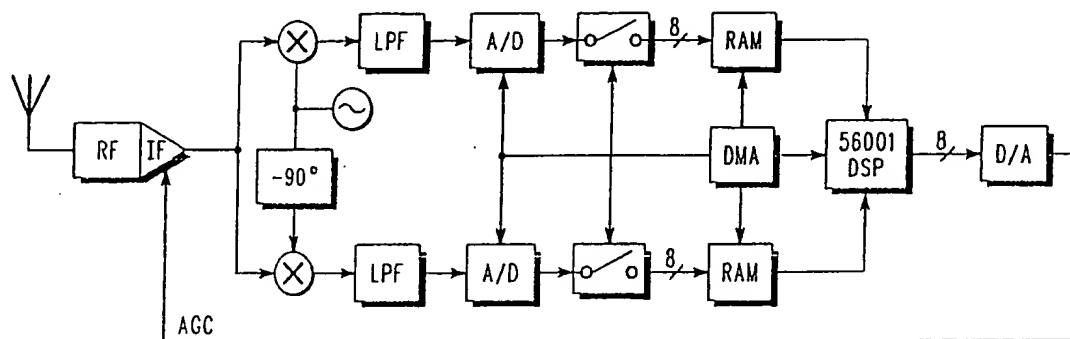 LPF A/D 8 RAM
RF IF -90° DMA 56001 DSP 8 D/A
LPF A/D 8 RAM
AGC